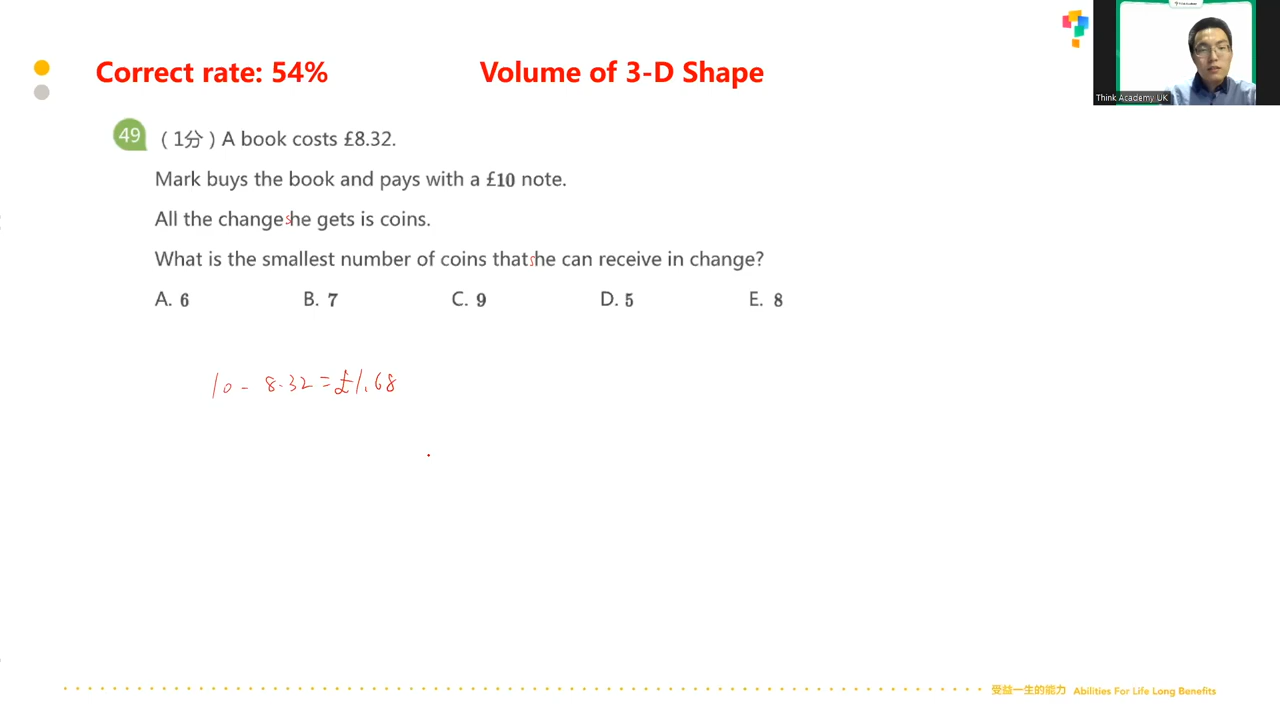 Think Academy UK
Correct rate: 54% Volume of 3-D Shape
49 (1分) A book costs £8.32.
Mark buys the book and pays with a £10 note.
All the change she gets is coins.
What is the smallest number of coins that she can receive in change?
A. 6 B. 7 C. 9 D. 5 E. 8
10 - 8.32 = £1.68
受益一生的能力 Abilities For Life Long Benefits